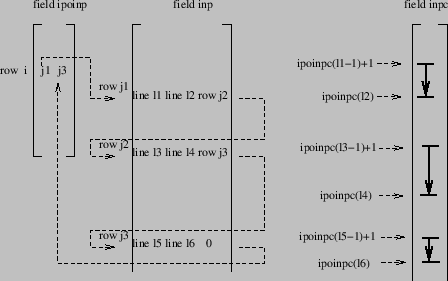 field ipoinp field inp field inpc
row i j1 j3
row j1
line l1 line l2 row j2
row j2
line l3 line l4 row j3
row j3
line l5 line l6 0
ipoinpc(l1−1)+1
ipoinpc(l2)
ipoinpc(l3−1)+1
ipoinpc(l4)
ipoinpc(l5−1)+1
ipoinpc(l6)